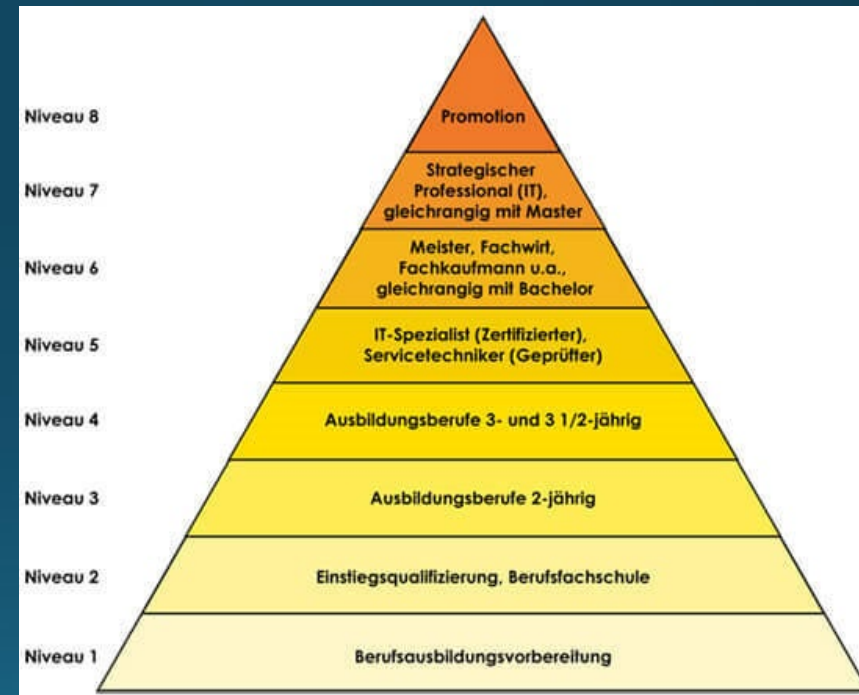 Niveau 8
Promotion
Niveau 7
Strategischer
Professional (IT),
gleichrangig mit Master
Niveau 6
Meister, Fachwirt,
Fachkaufmann u.a.,
gleichrangig mit Bachelor
Niveau 5
IT-Spezialist (Zertifizierter),
Servicetechniker (Geprüfter)
Niveau 4
Ausbildungsberufe 3- und 3 1/2-jährig
Niveau 3
Ausbildungsberufe 2-jährig
Niveau 2
Einstiegsqualifizierung, Berufsfachschule
Niveau 1
Berufsausbildungsvorbereitung